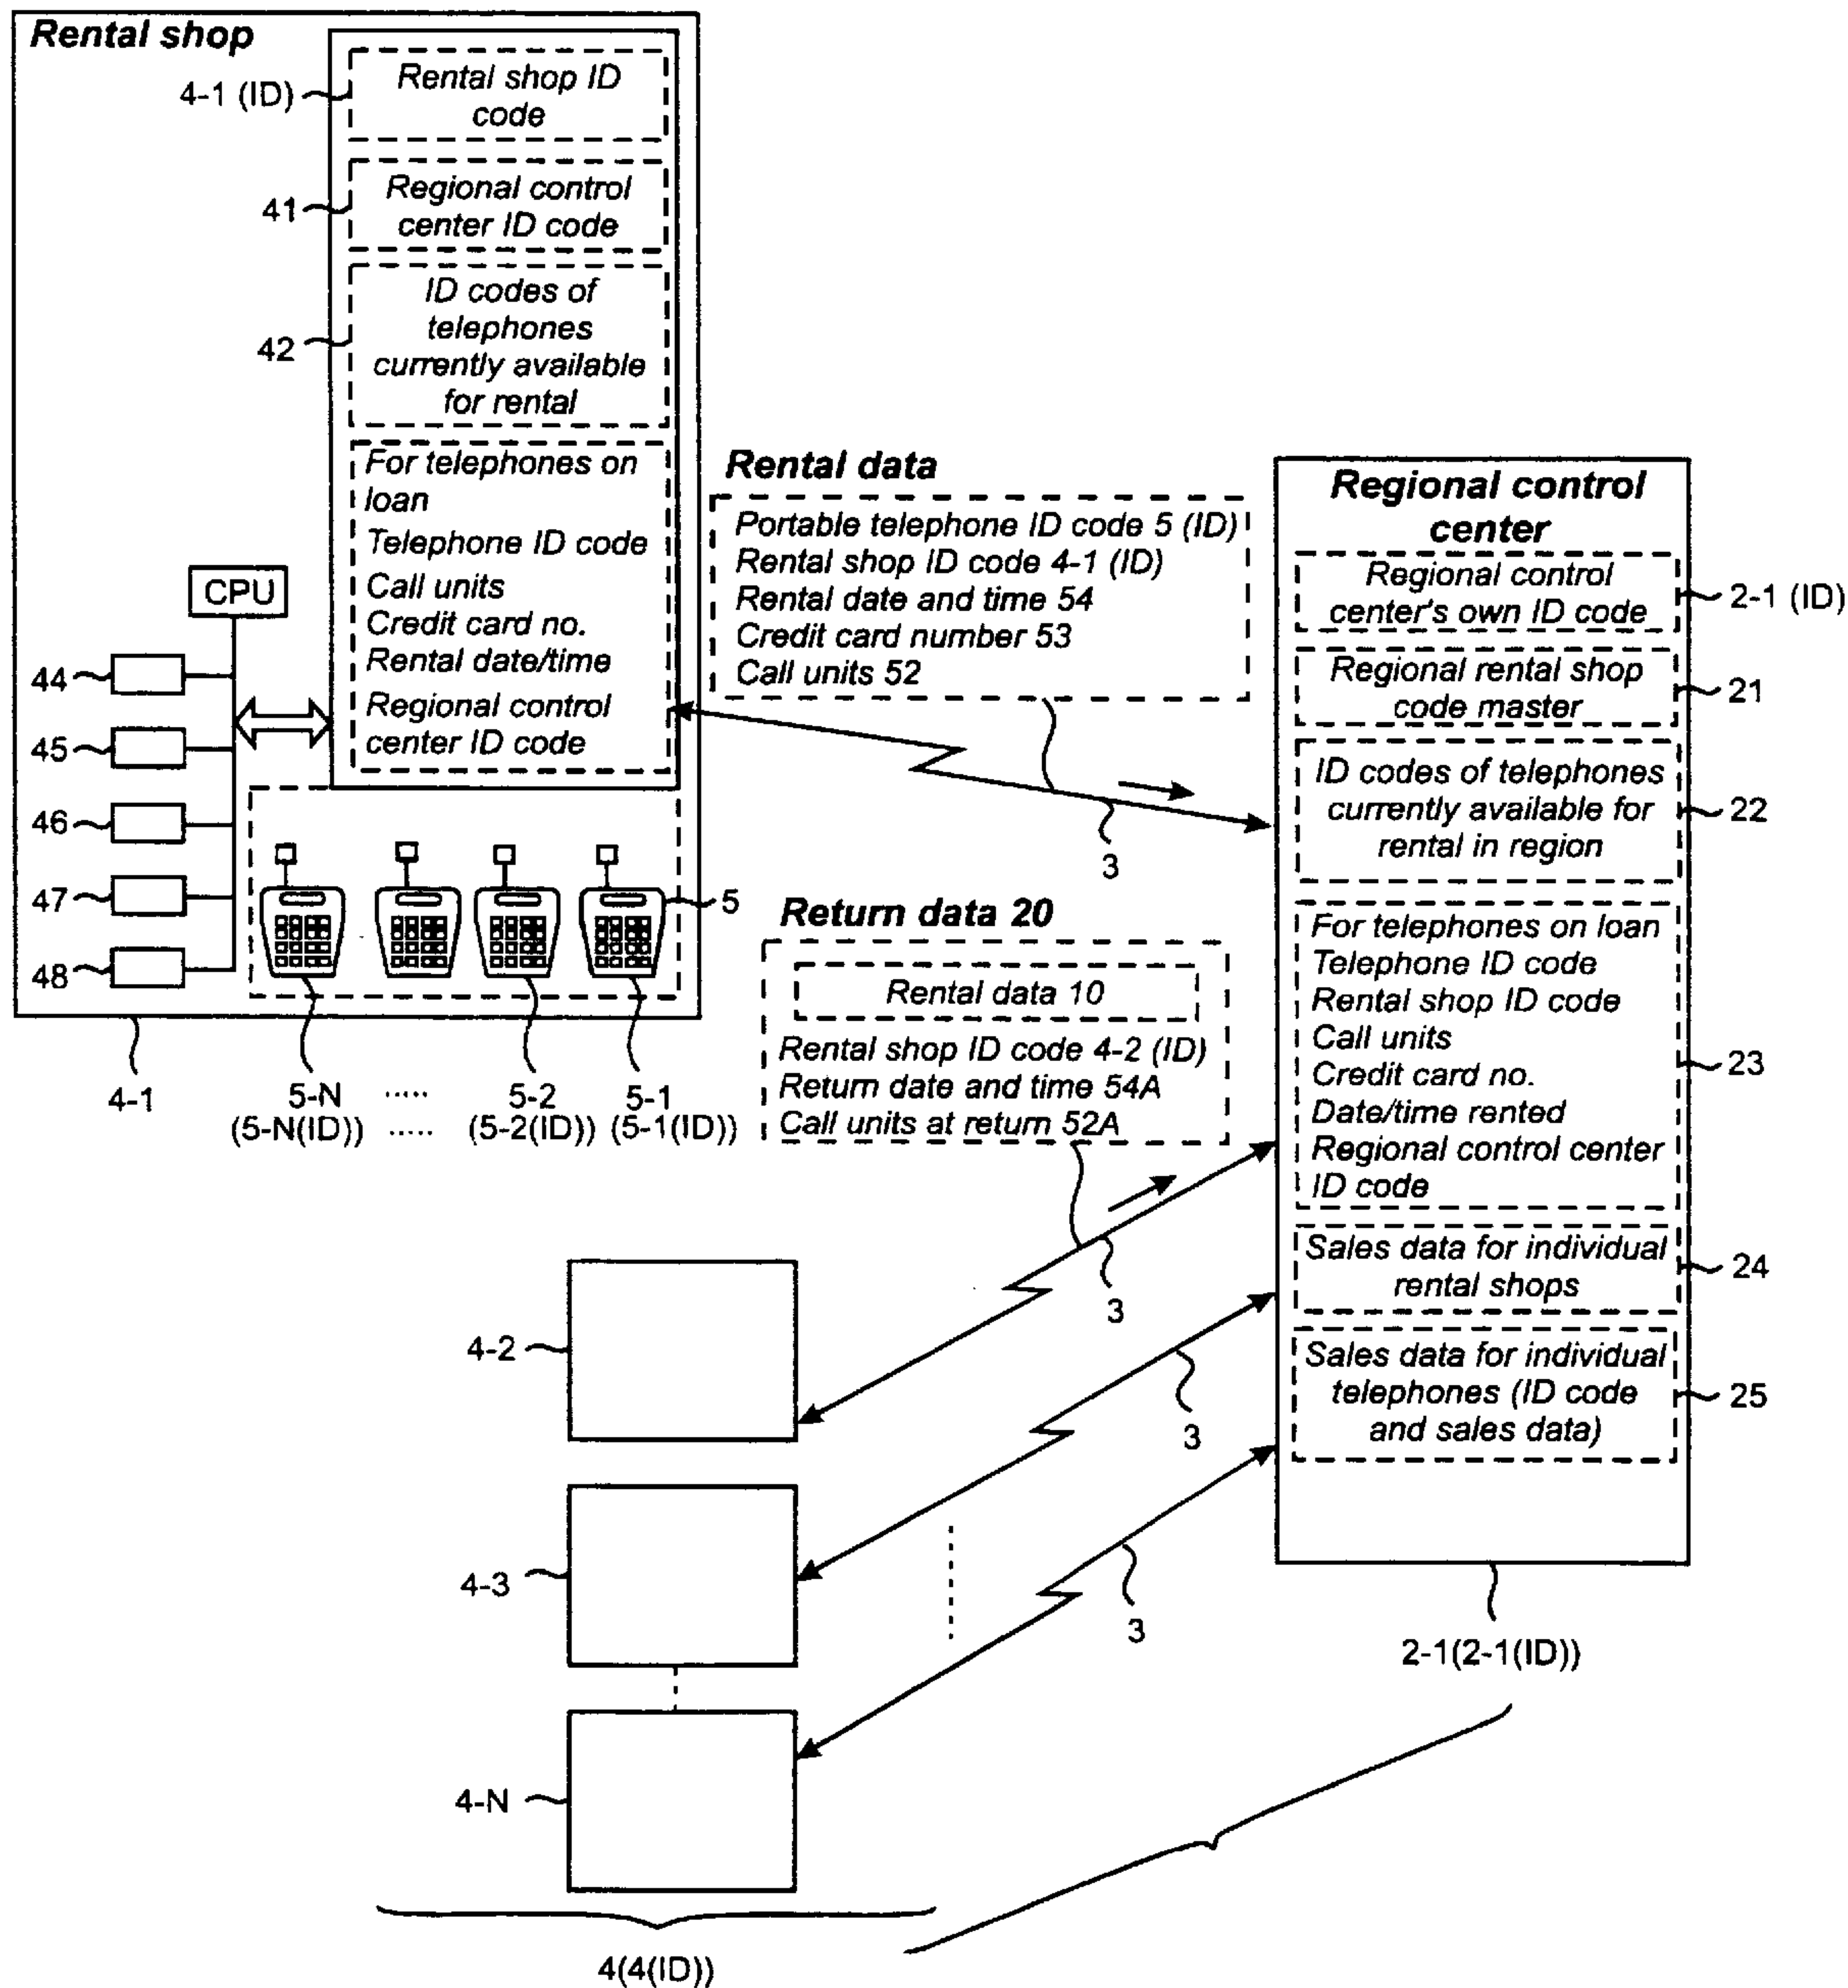 Rental shop
4-1 (ID)
Rental shop ID
code
41
Regional control
center ID code
42
ID codes of
telephones
currently available
for rental
For telephones on
loan
Telephone ID code
Call units
Credit card no.
Rental date/time
Regional control
center ID code
CPU
44
45
46
47
48
5
4-1
5-N
(5-N(ID))
.....
.....
5-2
(5-2(ID))
5-1
(5-1(ID))
Rental data
Portable telephone ID code 5 (ID)
Rental shop ID code 4-1 (ID)
Rental date and time 54
Credit card number 53
Call units 52
3
Return data 20
Rental data 10
Rental shop ID code 4-2 (ID)
Return date and time 54A
Call units at return 52A
3
3
3
4-2
4-3
4-N
4(4(ID))
Regional control
center
Regional control
center's own ID code
2-1 (ID)
Regional rental shop
code master
21
ID codes of telephones
currently available for
rental in region
22
For telephones on loan
Telephone ID code
Rental shop ID code
Call units
Credit card no.
Date/time rented
Regional control center
ID code
23
Sales data for individual
rental shops
24
Sales data for individual
telephones (ID code
and sales data)
25
2-1(2-1(ID))